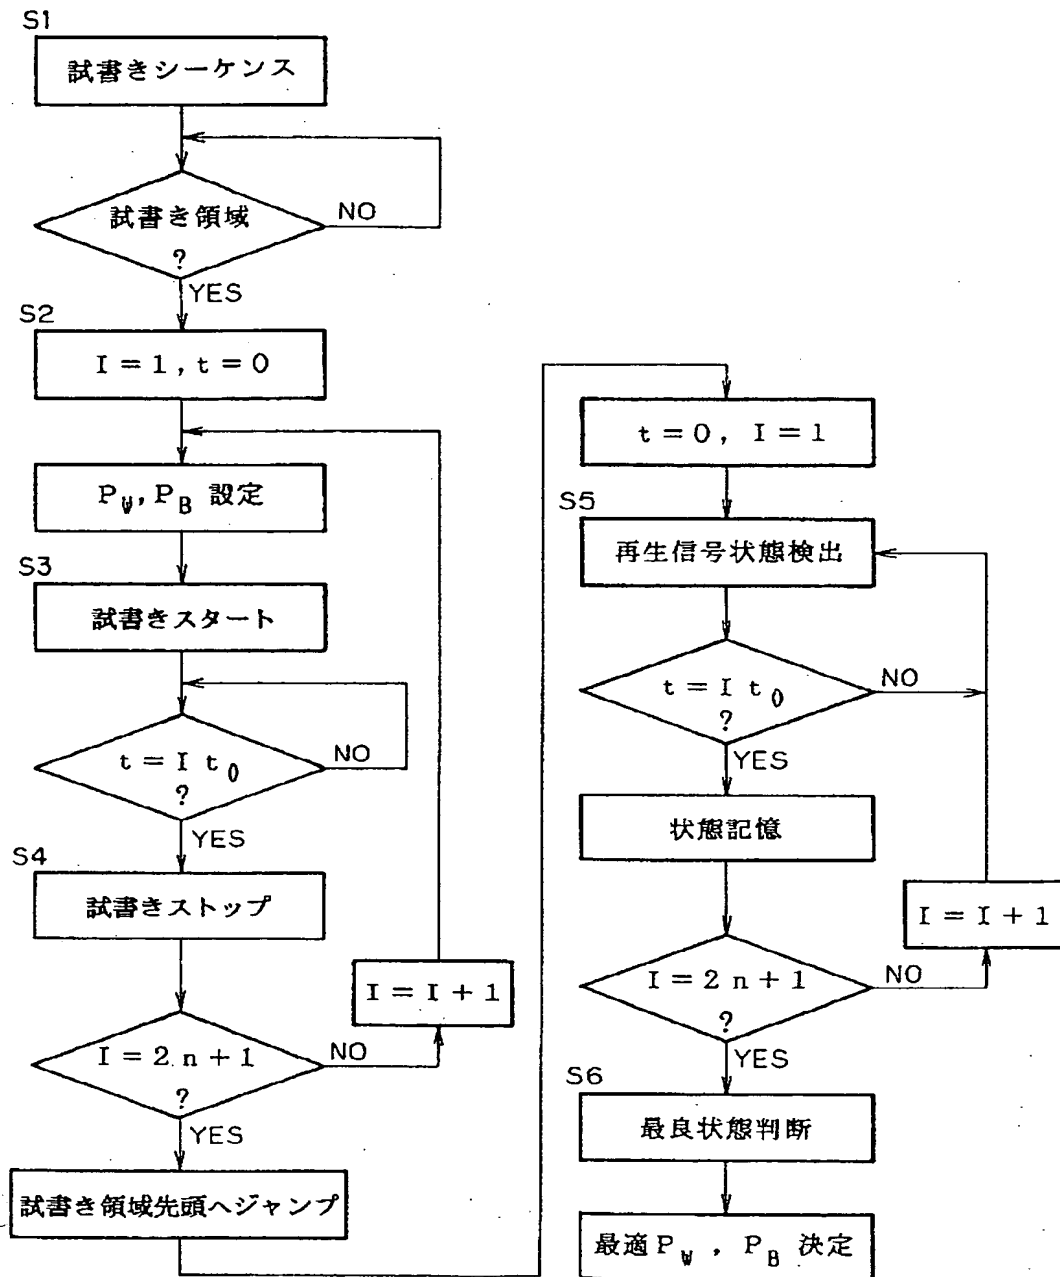 S1
試書きシーケンス
試書き領域
?
NO
YES
S2
I = 1 , t = 0
P_W , P_B 設定
S3
試書きスタート
t = I t_0
?
NO
YES
S4
試書きストップ
I = I + 1
I = 2 n + 1
?
NO
YES
試書き領域先頭へジャンプ
t = 0 , I = 1
S5
再生信号状態検出
t = I t_0
?
NO
YES
状態記憶
I = I + 1
I = 2 n + 1
?
NO
YES
S6
最良状態判断
最適 P_W , P_B 決定